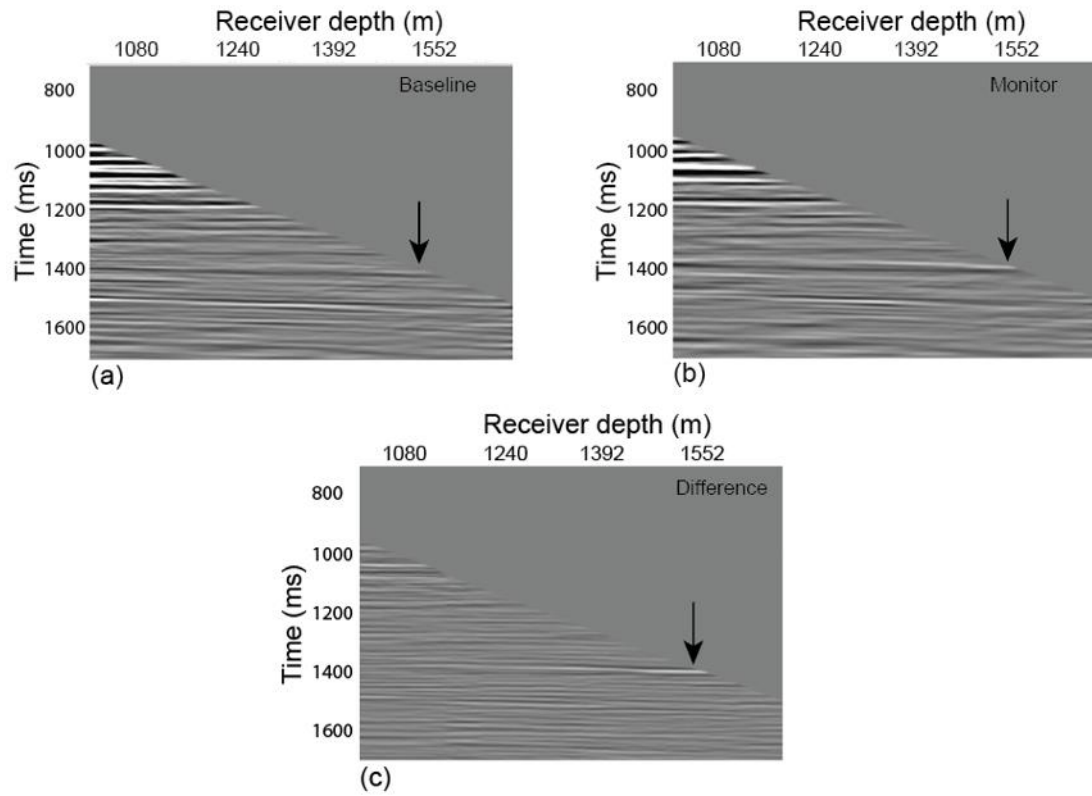 Receiver depth (m)
1080 1240 1392 1552
Baseline
Time (ms)
800
1000
1200
1400
1600
(a)
Receiver depth (m)
1080 1240 1392 1552
Monitor
Time (ms)
800
1000
1200
1400
1600
(b)
Receiver depth (m)
1080 1240 1392 1552
Difference
Time (ms)
800
1000
1200
1400
1600
(c)